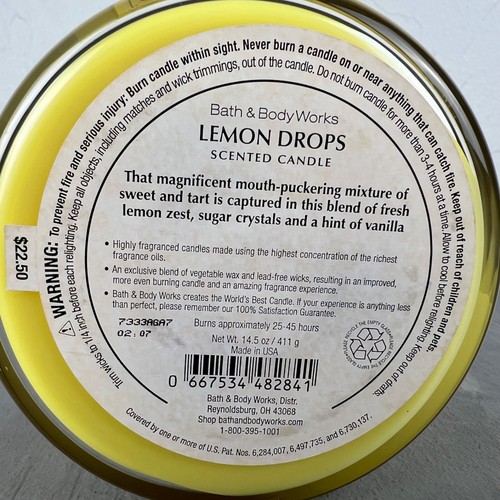 WARNING: To prevent fire and serious injury: Burn candle within sight. Never burn a candle on or near anything that can catch fire. Keep out of reach of children and pets.
Trim wicks to 1/4 inch before each relighting. Keep all objects, including matches and wick trimmings, out of the candle. Do not burn candle for more than 3-4 hours at a time. Allow to cool before relighting. Keep out of drafts.
$22.50
Bath & Body Works
LEMON DROPS
SCENTED CANDLE
That magnificent mouth-puckering mixture of
sweet and tart is captured in this blend of fresh
lemon zest, sugar crystals and a hint of vanilla
• Highly fragranced candles made using the highest concentration of the richest
fragrance oils.
• An exclusive blend of vegetable wax and lead-free wicks, resulting in an improved,
more even burning candle and an amazing fragrance experience.
• Bath & Body Works creates the World's Best Candle. If your experience is anything less
than perfect, please remember our 100% Satisfaction Guarantee.
7333AGA7
02:07
Burns approximately 25-45 hours
Net Wt. 14.5 oz / 411 g
Made in USA
0 667534 482841
Bath & Body Works, Distr.
Reynoldsburg, OH 43068
Shop bathandbodyworks.com
1-800-395-1001
Covered by one or more of U.S. Pat. Nos. 6,284,007, 6,497,735, and 6,730,137.